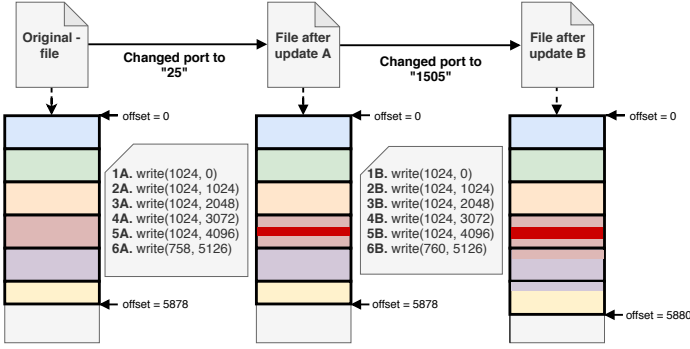 Original -
file
Changed port to
"25"
File after
update A
Changed port to
"1505"
File after
update B
offset = 0
offset = 0
offset = 0
1A. write(1024, 0)
2A. write(1024, 1024)
3A. write(1024, 2048)
4A. write(1024, 3072)
5A. write(1024, 4096)
6A. write(758, 5126)
1B. write(1024, 0)
2B. write(1024, 1024)
3B. write(1024, 2048)
4B. write(1024, 3072)
5B. write(1024, 4096)
6B. write(760, 5126)
offset = 5878
offset = 5878
offset = 5880